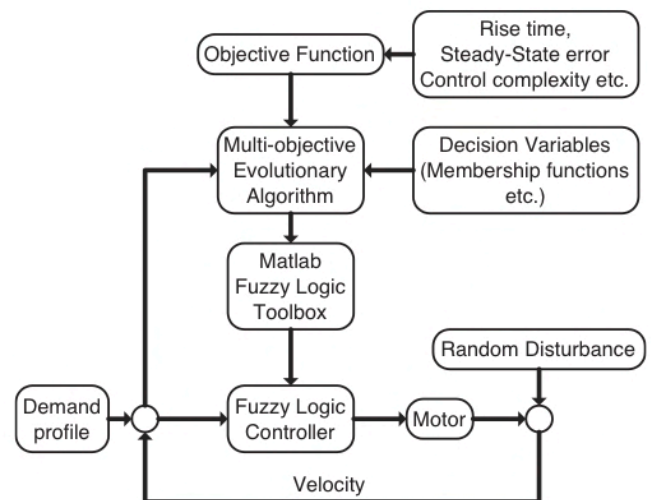 Rise time,
Steady-State error
Control complexity etc.
Objective Function
Multi-objective
Evolutionary
Algorithm
Decision Variables
(Membership functions
etc.)
Matlab
Fuzzy Logic
Toolbox
Random Disturbance
Demand
profile
Fuzzy Logic
Controller
Motor
Velocity